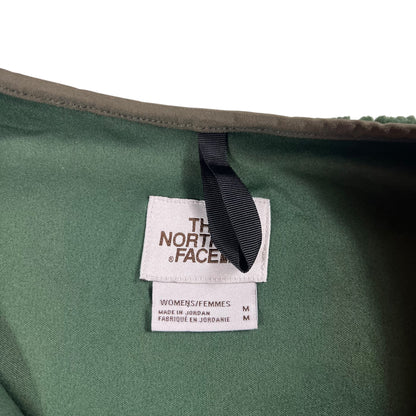 THE
NORTH
®FACE
WOMENS/FEMMES M
MADE IN JORDAN M
FABRIQUÉ EN JORDANIE M